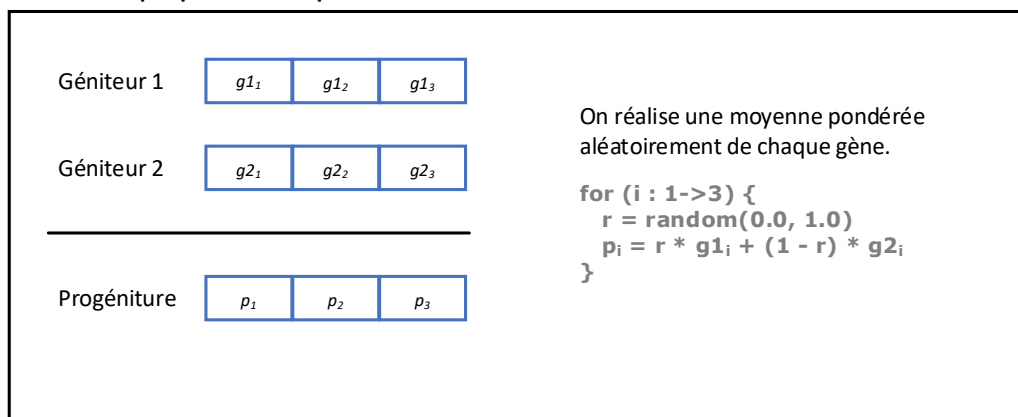 Géniteur 1
g1₁ g1₂ g1₃
Géniteur 2
g2₁ g2₂ g2₃
Progéniture
p₁ p₂ p₃
On réalise une moyenne pondérée
aléatoirement de chaque gène.
for (i : 1->3) {
r = random(0.0, 1.0)
pᵢ = r * g1ᵢ + (1 - r) * g2ᵢ
}